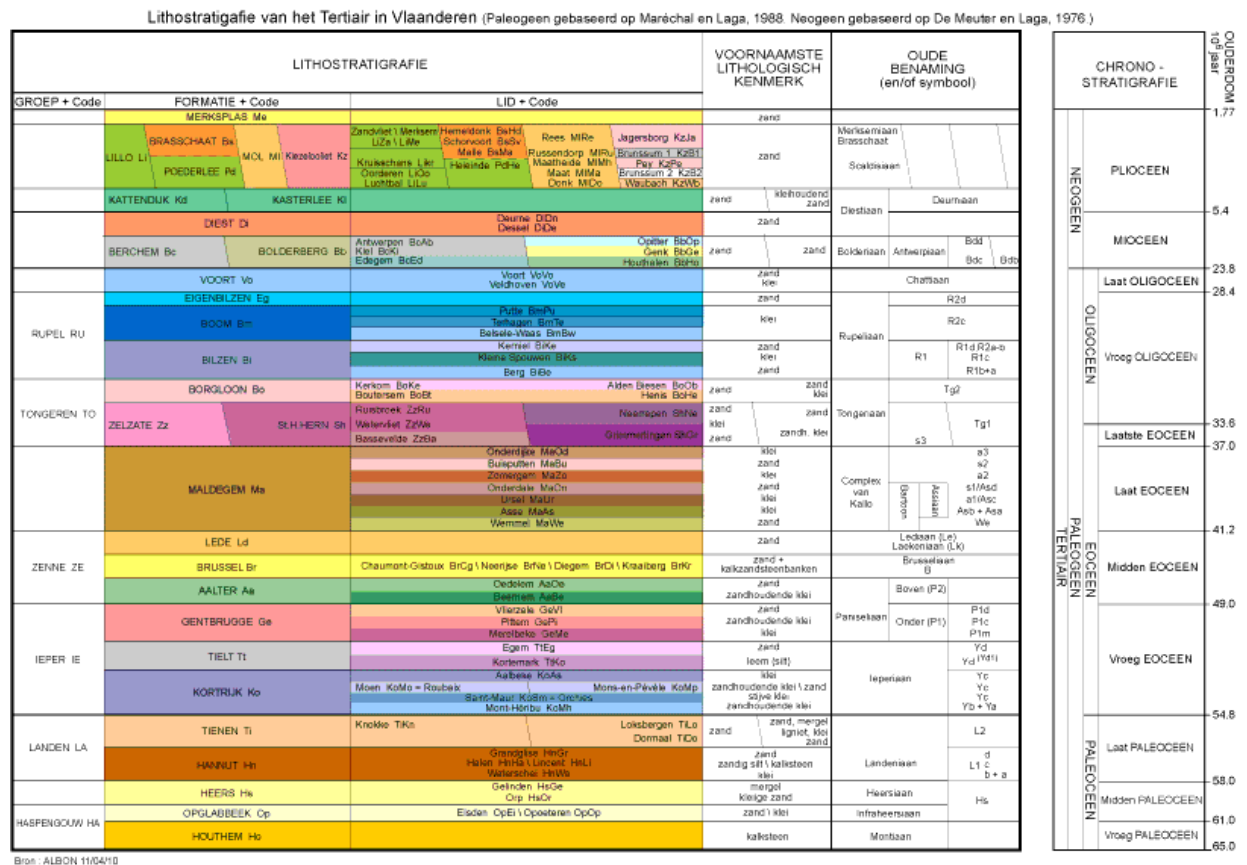 Lithostratigafie van het Tertiair in Vlaanderen (Paleogeen gebaseerd op Maréchal en Laga, 1988. Neogeen gebaseerd op De Meuter en Laga, 1976.)
LITHOSTRATIGRAFIE
VOORNAAMSTE LITHOLOGISCH KENMERK
OUDE BENAMING (en/of symbool)
CHRONO - STRATIGRAFIE
OUDERDOM 10⁶ jaar
GROEP + Code FORMATIE + Code LID + Code
MERKSPLAS Me zand 1.77
LILLO Li BRASSCHAAT Bs POEDERLEE Pd MOL Ml Kiezeloöliet Kz
Zandvliet \ Merksem LiZa \ LiMe
Kruisschans Likr
Oorderen LiOo
Luchtbal LiLu
Hemeldonk BsHd
Schorvoort BsSv
Malle BsMa
Heieinde PdHe
Rees MlRe
Russendorp MlRu
Maatheide MlMh
Maat MlMa
Donk MlDo
Jagersborg KzJa
Brunssum 1 KzB1
Pey KzPe
Brunssum 2 KzB2
Waubach KzWb
zand
Merksemiaan
Brasschaat
Scaldisiaan
NEOGEEN PLIOCEEN
KATTENDIJK Kd KASTERLEE Kl zand kleihoudend zand Diestiaan Deurnaan
5.4
DIEST Di Deurne DiDn zand
Dessel DiDe
MIOCEEN
BERCHEM Bc BOLDERBERG Bb
Antwerpen BcAb
Kiel BcKi
Edegem BcEd
Opitter BbOp
Genk BbGe
Houthalen BbHo
zand zand Bolderiaan Antwerpiaan Bdd
Bdc Bdb
23.8
VOORT Vo Voort VoVo zand Chattiaan Laat OLIGOCEEN
Veldhoven VoVe klei
28.4
RUPEL RU
EIGENBILZEN Eg zand R2d
BOOM Bm Putte BmPu klei Rupeliaan R2c
Terhagen BmTe
Belsele-Waas BmBw
OLIGOCEEN
Vroeg OLIGOCEEN
BILZEN Bi Kerniel BiKe zand R1 R1d R2a-b
Kleine Spouwen BiKs klei R1c
Berg BiBe zand R1b+a
TONGEREN TO
BORGLOON Bo
Kerkom BoKe
Boutersem BoBt
Alden Biesen BoOb
Henis BoHe
zand zand klei
Tongeriaan Tg2
ZELZATE Zz St.H.HERN Sh
Ruisbroek ZzRu
Watervliet ZzWa
Bassevelde ZzBa
Neerrepen ShNe
Grimmertingen ShGr
zand klei zand
zand zandh. klei
Tg1
s3
33.6
Laatste EOCEEN
37.0
MALDEGEM Ma
Onderdijke MaOd klei a3
Buisputten MaBu zand s2
Zomergem MaZo klei a2
Onderdale MaOn zand s1/Asd
Ursel MaUr klei a1/Asc
Asse MaAs klei Asb + Asa
Wemmel MaWe zand We
Complex van Kallo
Bartoon
Assiaan
Laat EOCEEN
41.2
ZENNE ZE
LEDE Ld zand Lediaan (Le)
Laekeniaan (Lk)
BRUSSEL Br Chaumont-Gistoux BrCg \ Neerijse BrNe \ Diegem BrDi \ Kraaiberg BrKr zand + kalkzandsteenbanken Brusseliaan B
AALTER Aa Oedelem AaOe zand Boven (P2)
Beernem AaBe zandhoudende klei
TERTIAIR
PALEOGEEN
EOCEEN
Midden EOCEEN
49.0
IEPER IE
GENTBRUGGE Ge Vlierzele GeVl zand Paniseliaan Onder (P1) P1d
Pittem GePi zandhoudende klei P1c
Merelbeke GeMe klei P1m
TIELT Tt Egem TtEg zand Yd
Kortemark TtKo leem (silt) Yd (Yd1)
Vroeg EOCEEN
KORTRIJK Ko Aalbeke KoAs klei Ieperiaan Yc
Moen KoMo = Roubaix Mons-en-Pévèle KoMp zandhoudende klei \ zand Yc
Saint-Maur KoSm = Orchies stijve klei Yc
Mont-Héribu KoMh zandhoudende klei Yb + Ya
54.8
LANDEN LA
TIENEN Ti Knokke TiKn
Loksbergen TiLo
Dormaal TiDo
zand
zand, mergel ligniet, klei zand
L2
HANNUT Hn Grandglise HnGr zand d
Halen HnHa \ Lincent HnLi zandig silt \ kalksteen Landeniaan L1 c
Waterschei HnWa klei b + a
PALEOCEEN
Laat PALEOCEEN
58.0
HEERS Hs Gelinden HsGe mergel Heersiaan Hs
Orp HsOr kleiige zand
Midden PALEOCEEN
HASPENGOUW HA
OPGLABBEEK Op Eisden OpEi \ Opoeteren OpOp zand \ klei Infraheersiaan
61.0
HOUTHEM Ho kalksteen Montiaan Vroeg PALEOCEEN
65.0
Bron : ALBON 11/04/10